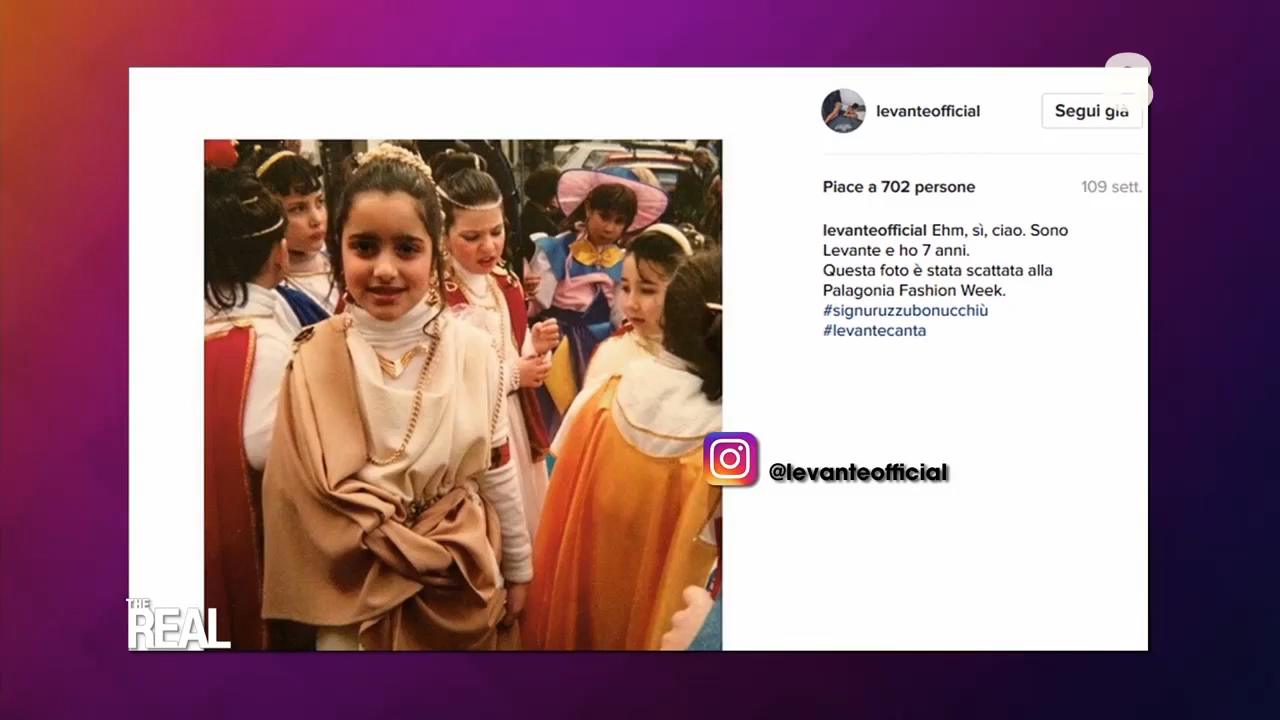 levanteofficial
Segui già
Piace a 702 persone
109 sett.
levanteofficial Ehm, sì, ciao. Sono
Levante e ho 7 anni.
Questa foto è stata scattata alla
Palagonia Fashion Week.
#signuruzzubonucchiù
#levantecanta
@levanteofficial
THE
REAL